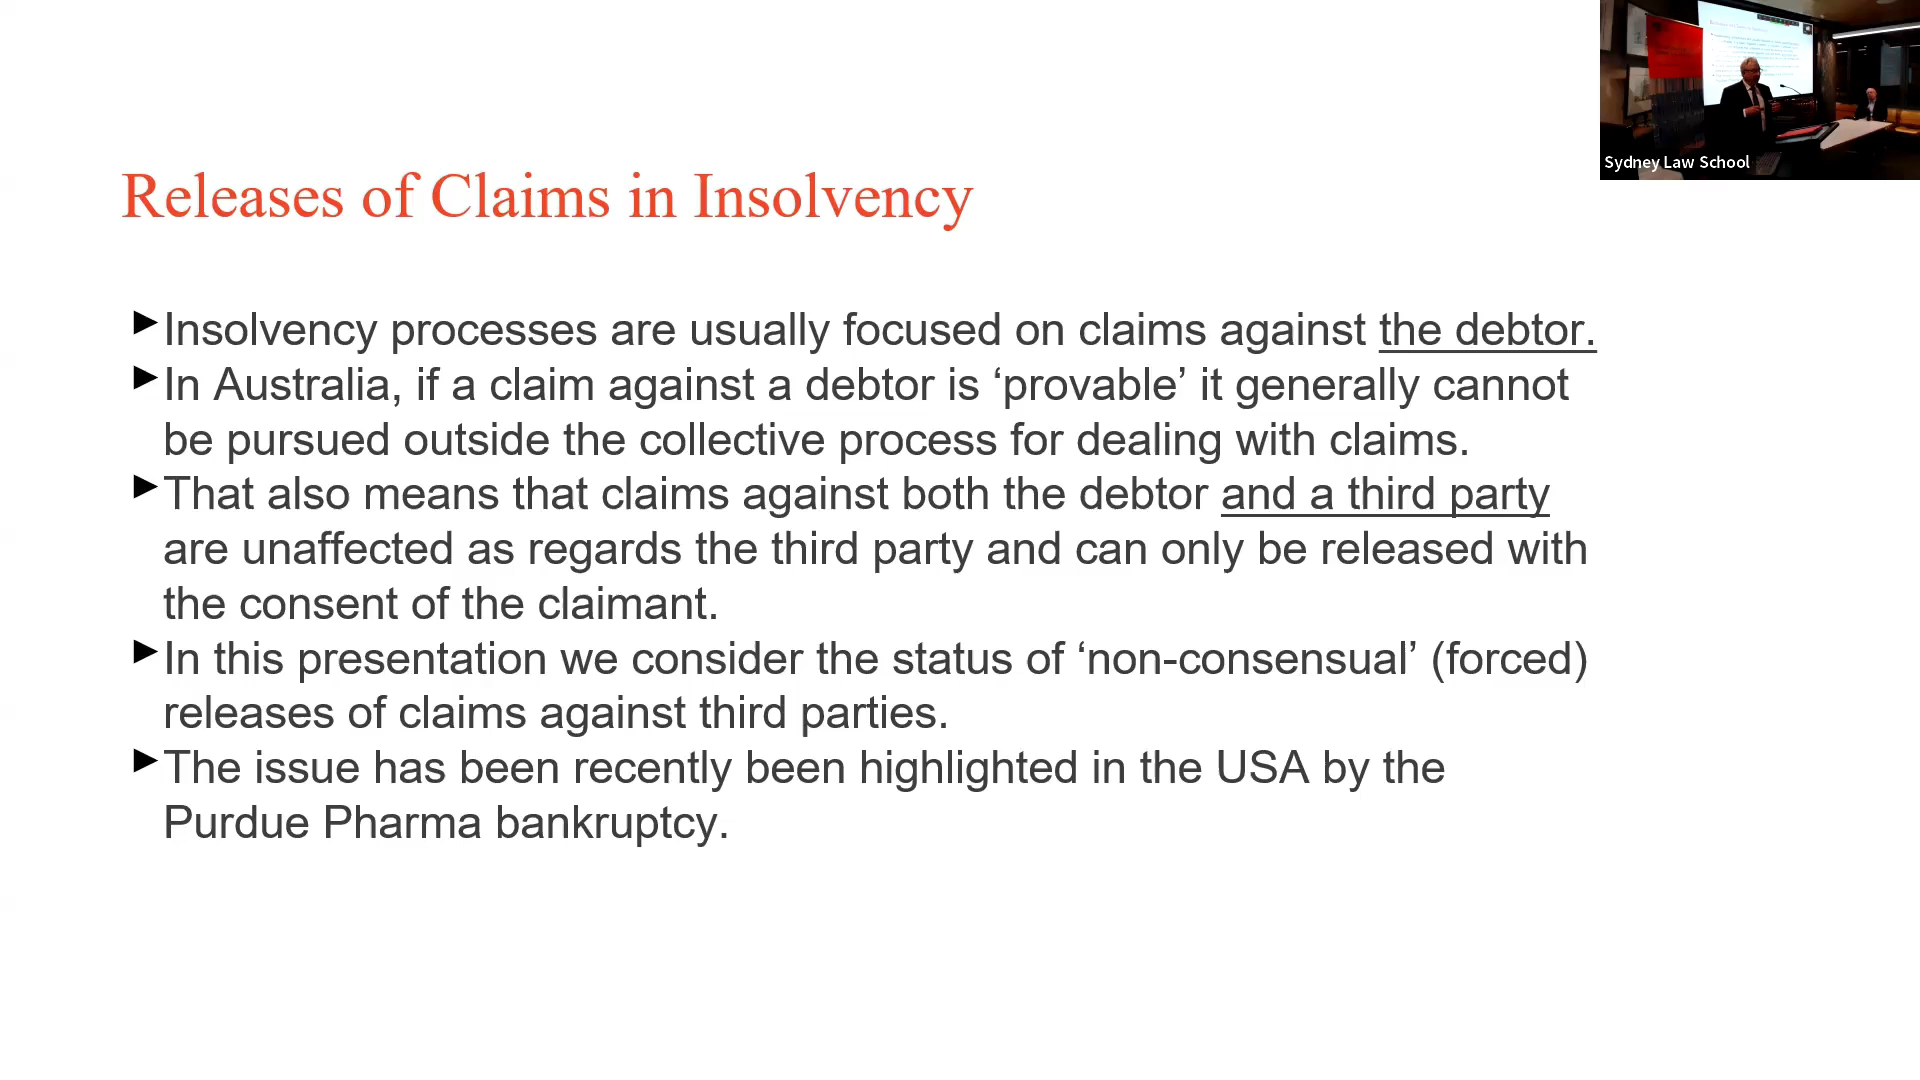 Sydney Law School
Releases of Claims in Insolvency
►Insolvency processes are usually focused on claims against the debtor.
►In Australia, if a claim against a debtor is ‘provable’ it generally cannot
be pursued outside the collective process for dealing with claims.
►That also means that claims against both the debtor and a third party
are unaffected as regards the third party and can only be released with
the consent of the claimant.
►In this presentation we consider the status of ‘non-consensual’ (forced)
releases of claims against third parties.
►The issue has been recently been highlighted in the USA by the
Purdue Pharma bankruptcy.